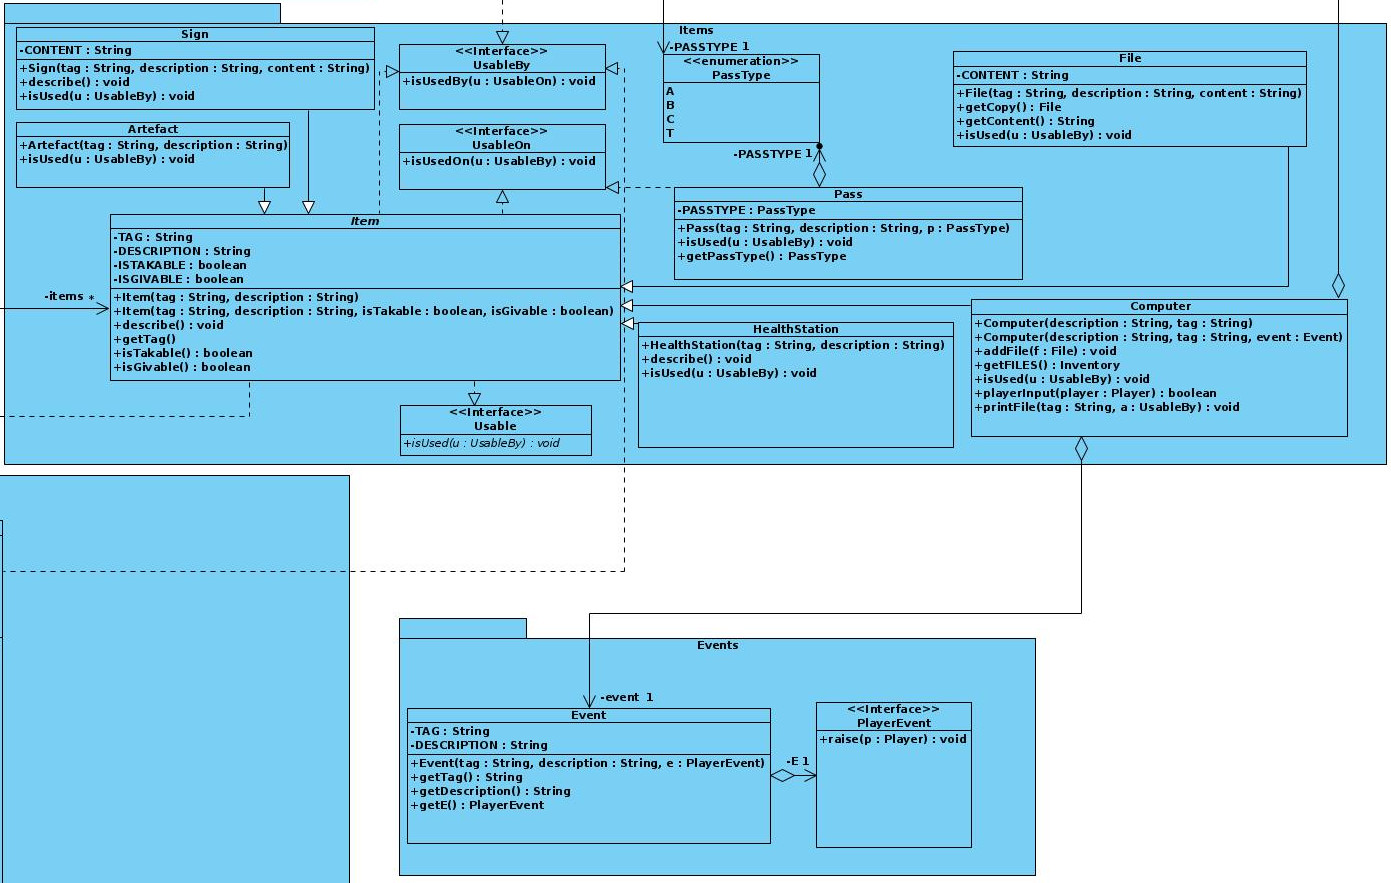 Items
Sign
-CONTENT : String
+Sign(tag : String, description : String, content : String)
+describe() : void
+isUsed(u : UsableBy) : void
Artefact
+Artefact(tag : String, description : String)
+isUsed(u : UsableBy) : void
<<Interface>>
UsableBy
+isUsedBy(u : UsableOn) : void
<<Interface>>
UsableOn
+isUsedOn(u : UsableBy) : void
-PASSTYPE 1
<<enumeration>>
PassType
A
B
C
T
-PASSTYPE 1
Pass
-PASSTYPE : PassType
+Pass(tag : String, description : String, p : PassType)
+isUsed(u : UsableBy) : void
+getPassType() : PassType
File
-CONTENT : String
+File(tag : String, description : String, content : String)
+getCopy() : File
+getContent() : String
+isUsed(u : UsableBy) : void
-items *
Item
-TAG : String
-DESCRIPTION : String
-ISTAKABLE : boolean
-ISGIVABLE : boolean
+Item(tag : String, description : String)
+Item(tag : String, description : String, isTakable : boolean, isGivable : boolean)
+describe() : void
+getTag()
+isTakable() : boolean
+isGivable() : boolean
<<Interface>>
Usable
+isUsed(u : UsableBy) : void
HealthStation
+HealthStation(tag : String, description : String)
+describe() : void
+isUsed(u : UsableBy) : void
Computer
+Computer(description : String, tag : String)
+Computer(description : String, tag : String, event : Event)
+addFile(f : File) : void
+getFILES() : Inventory
+isUsed(u : UsableBy) : void
+playerInput(player : Player) : boolean
+printFile(tag : String, a : UsableBy) : void
Events
-event 1
Event
-TAG : String
-DESCRIPTION : String
+Event(tag : String, description : String, e : PlayerEvent)
+getTag() : String
+getDescription() : String
+getE() : PlayerEvent
-E 1
<<Interface>>
PlayerEvent
+raise(p : Player) : void